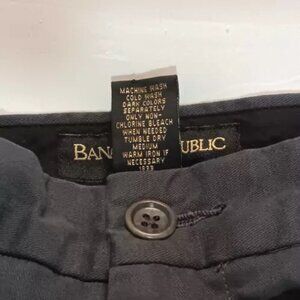 MACHINE WASH
COLD WASH
DARK COLORS
SEPARATELY
ONLY NON-
CHLORINE BLEACH
WHEN NEEDED
TUMBLE DRY
MEDIUM
WARM IRON IF
NECESSARY
BAN UBLIC